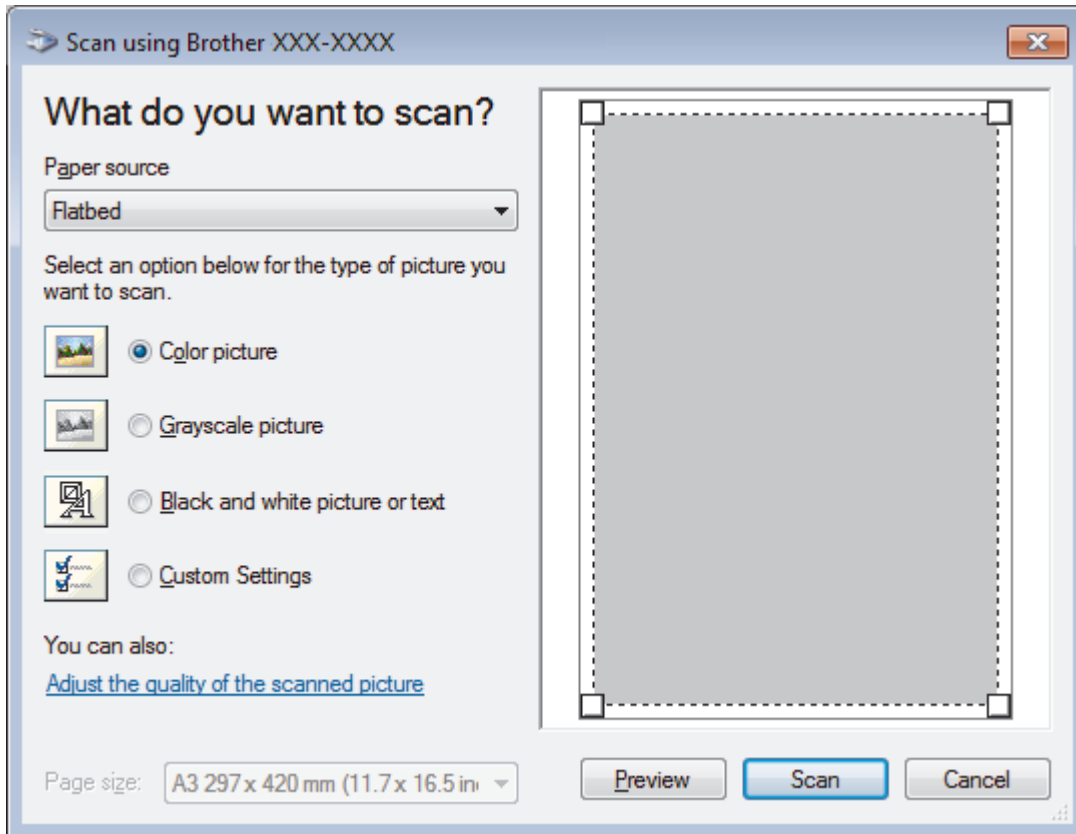 Scan using Brother XXX-XXXX
What do you want to scan?
Paper source
Flatbed
Select an option below for the type of picture you
want to scan.
Color picture
Grayscale picture
Black and white picture or text
Custom Settings
You can also:
Adjust the quality of the scanned picture
Page size: A3 297 x 420 mm (11.7 x 16.5 in
Preview Scan Cancel